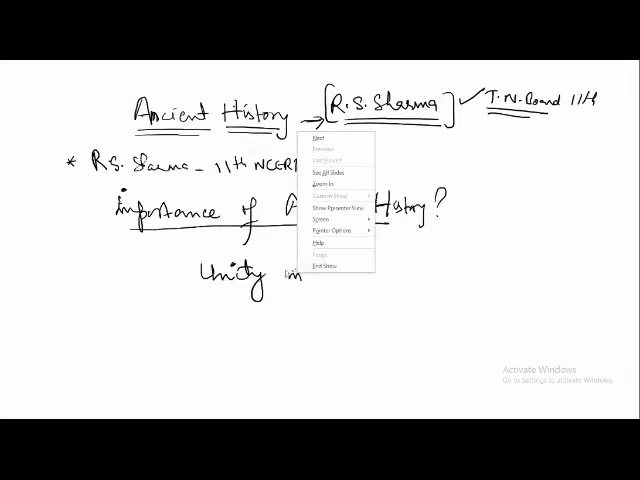 Ancient History → [R.S. Sharma] ✓ T.N. Board 11th
* R.S. Sharma - 11th NCERT
importance of A History?
Unity in
Next
Previous
Last Viewed
See All Slides
Zoom In
Custom Show
Show Presenter View
Screen
Pointer Options
Help
Pause
End Show
Activate Windows
Go to Settings to activate Windows.